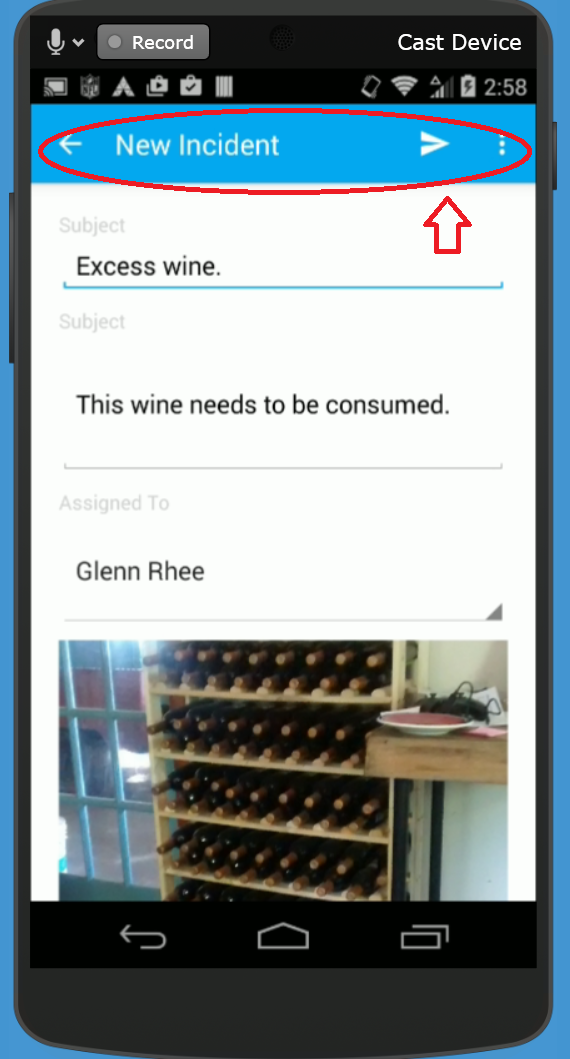 Record
Cast Device
2:58
New Incident
Subject
Excess wine.
Subject
This wine needs to be consumed.
Assigned To
Glenn Rhee